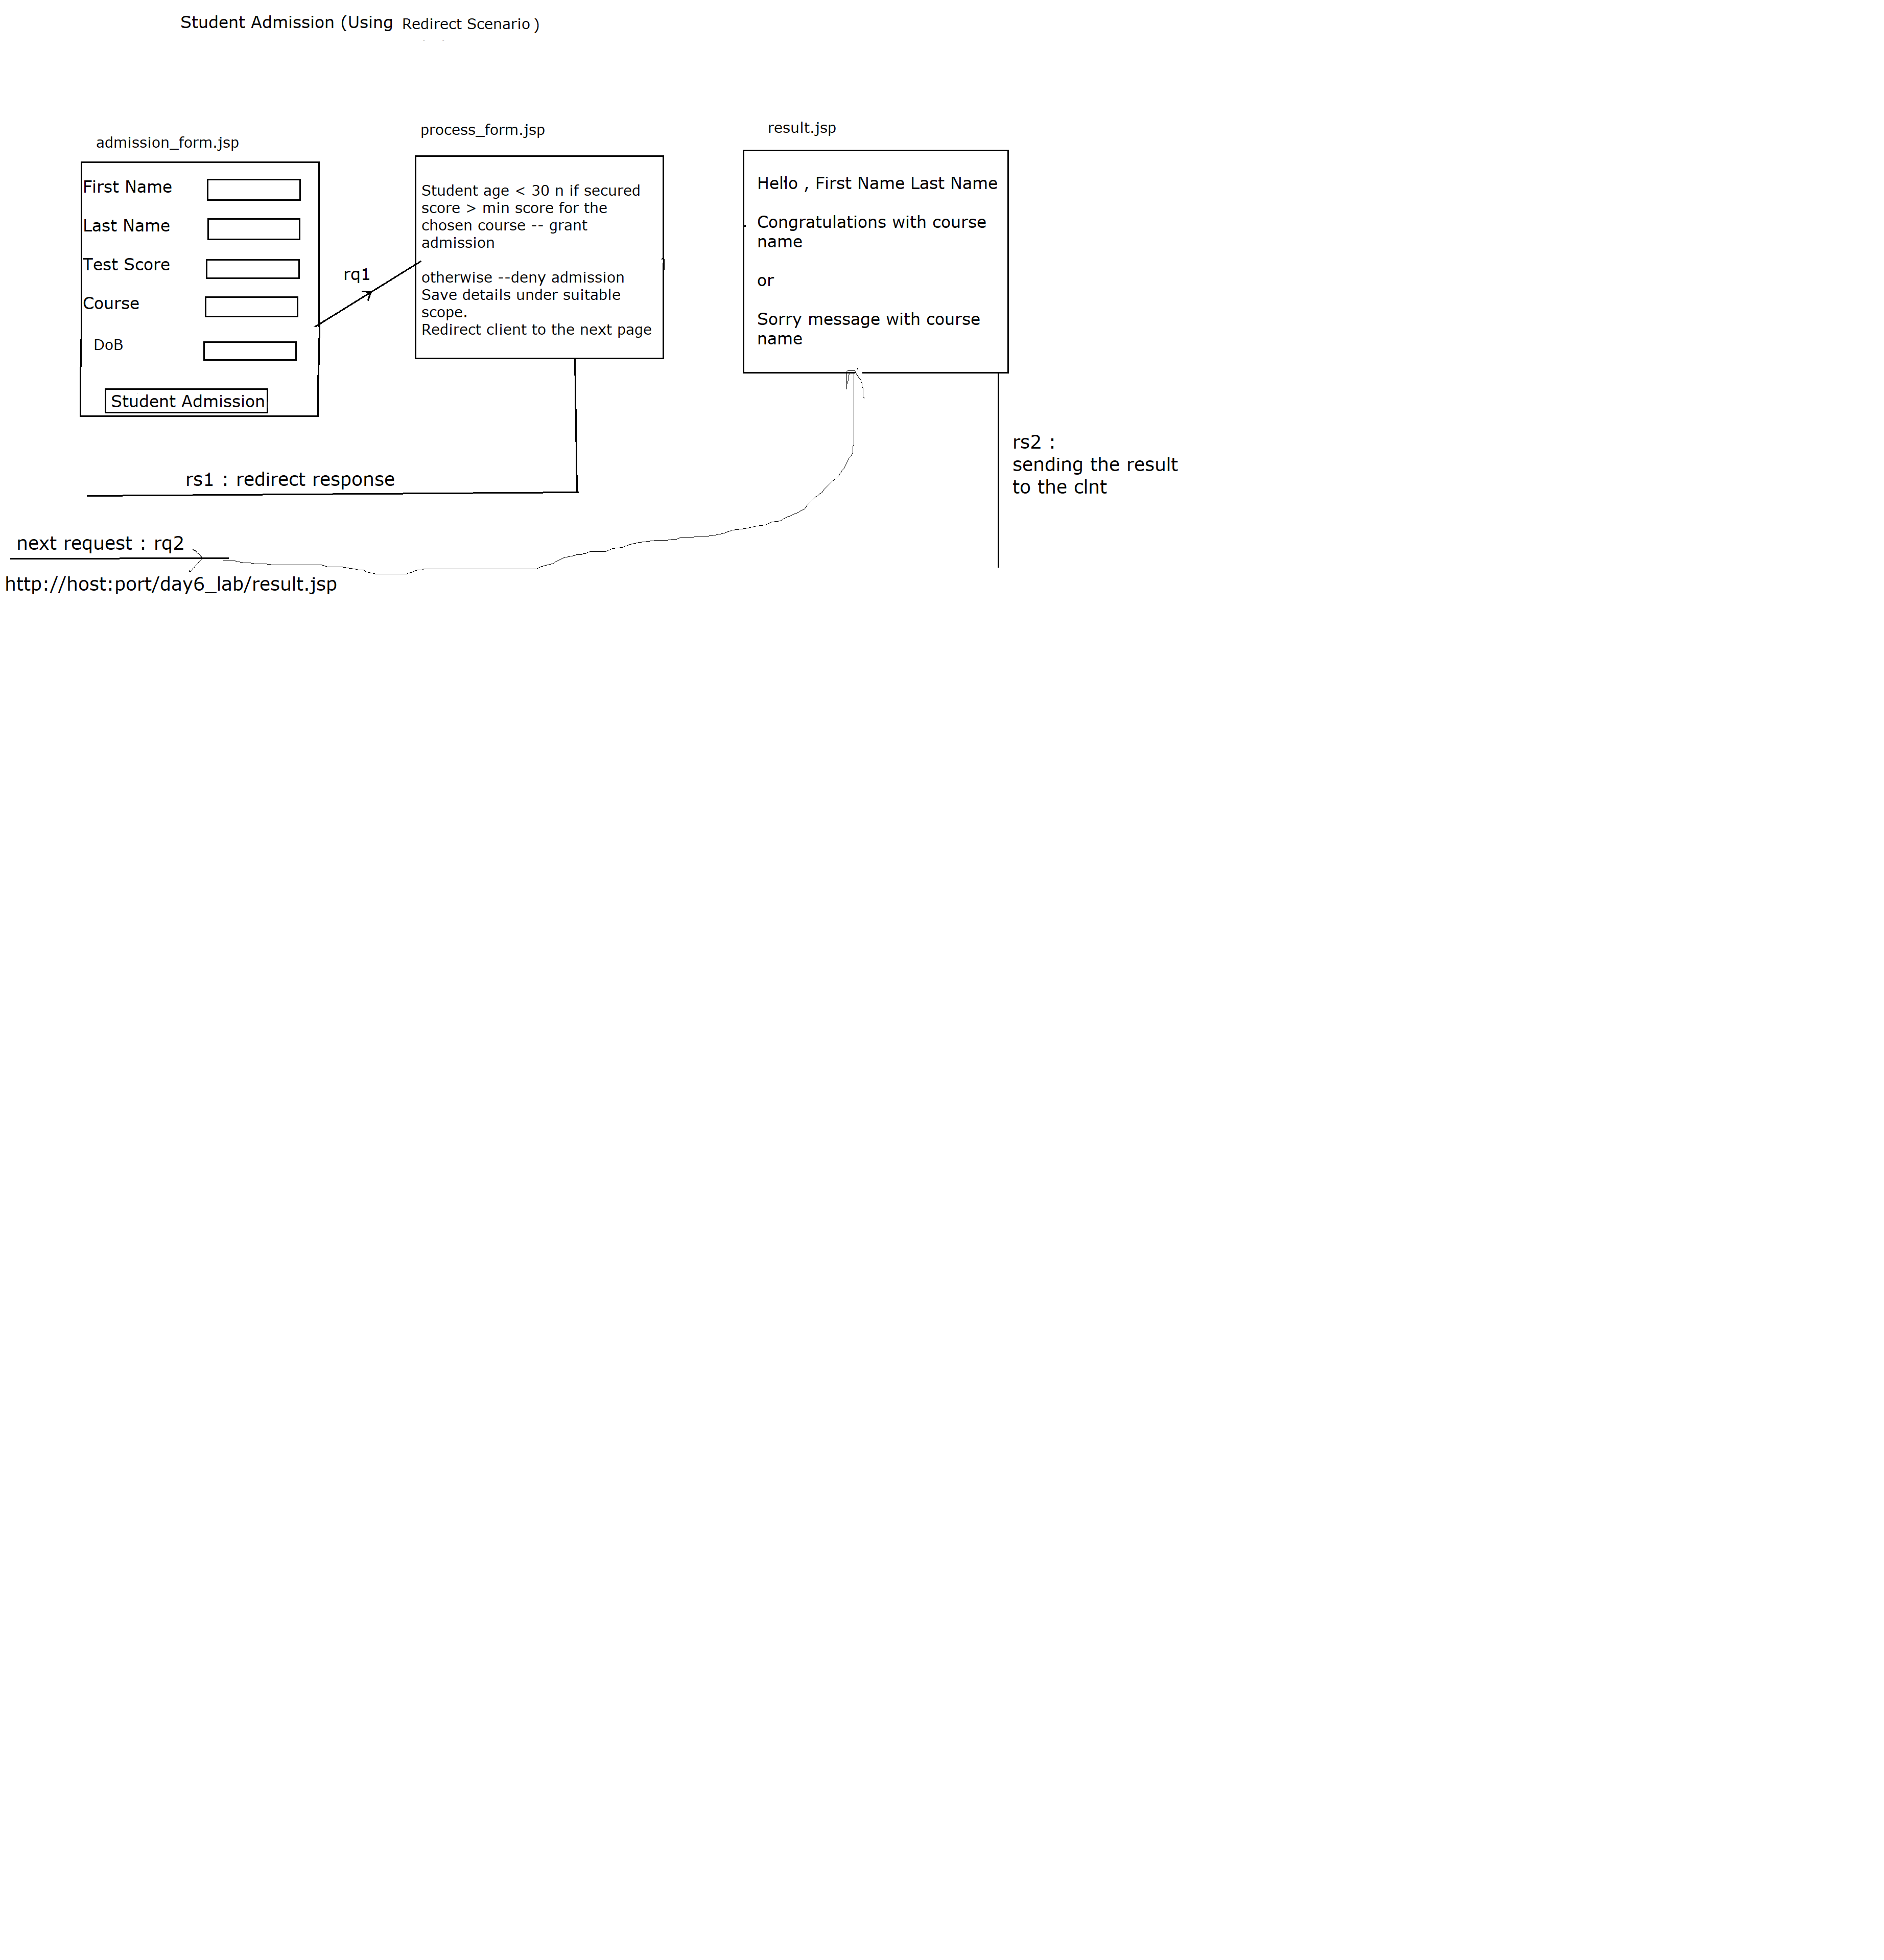 Student Admission (Using Redirect Scenario )
admission_form.jsp
First Name
Last Name
Test Score
Course
DoB
Student Admission
rq1
process_form.jsp
Student age < 30 n if secured
score > min score for the
chosen course -- grant
admission
otherwise --deny admission
Save details under suitable
scope.
Redirect client to the next page
result.jsp
Hello , First Name Last Name
Congratulations with course
name
or
Sorry message with course
name
rs1 : redirect response
rs2 :
sending the result
to the clnt
next request : rq2
http://host:port/day6_lab/result.jsp